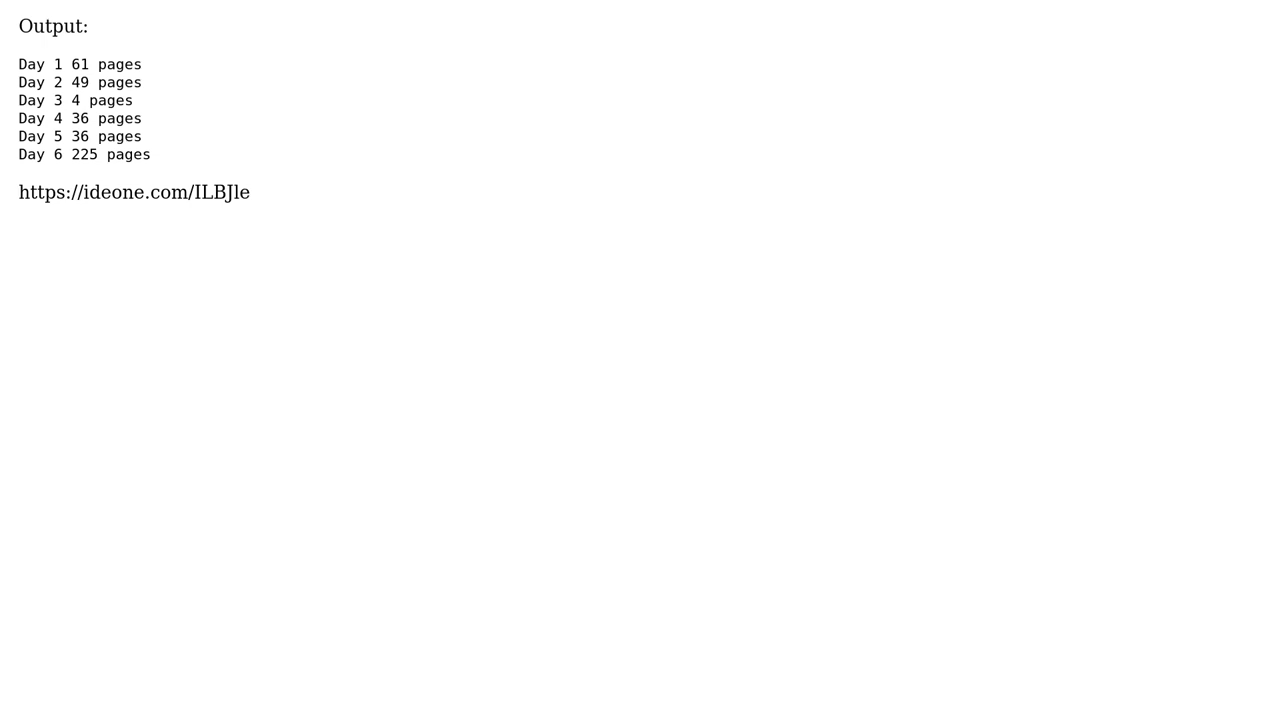 Output:
Day 1 61 pages
Day 2 49 pages
Day 3 4 pages
Day 4 36 pages
Day 5 36 pages
Day 6 225 pages
https://ideone.com/ILBJle